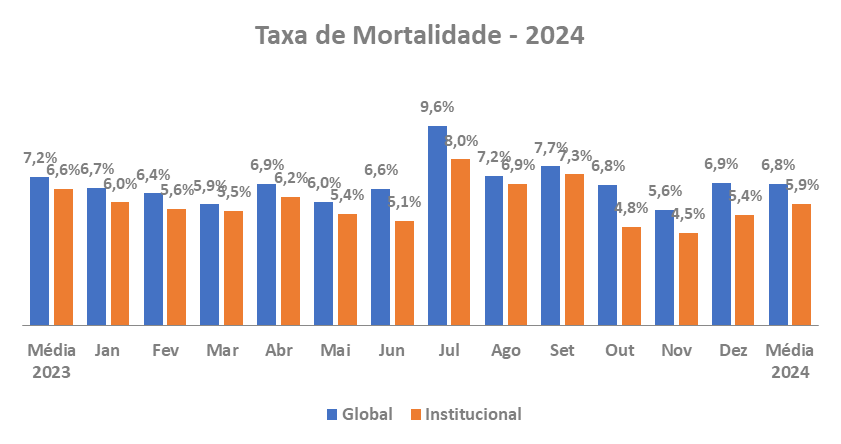 Taxa de Mortalidade - 2024
9,6%
8,0%
7,2% 6,6% 6,7% 6,0% 6,4% 5,6% 5,9% 5,5% 6,9% 6,2% 6,0% 5,4% 6,6% 5,1% 7,2% 6,9% 7,7% 7,3% 6,8% 4,8% 5,6% 4,5% 6,9% 5,4% 6,8% 5,9%
Média Jan Fev Mar Abr Mai Jun Jul Ago Set Out Nov Dez Média
2023 2024
Global Institucional